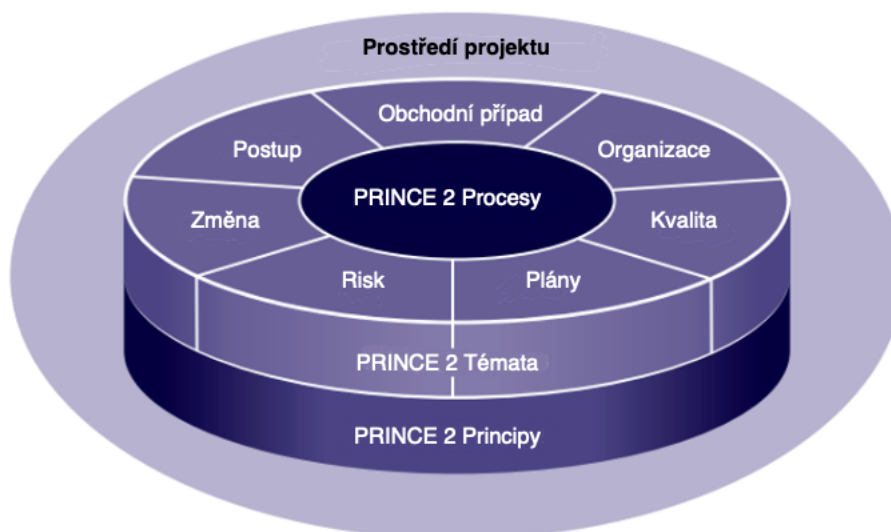 Prostředí projektu
Obchodní případ
Postup
Organizace
PRINCE 2 Procesy
Změna
Kvalita
Risk
Plány
PRINCE 2 Témata
PRINCE 2 Principy